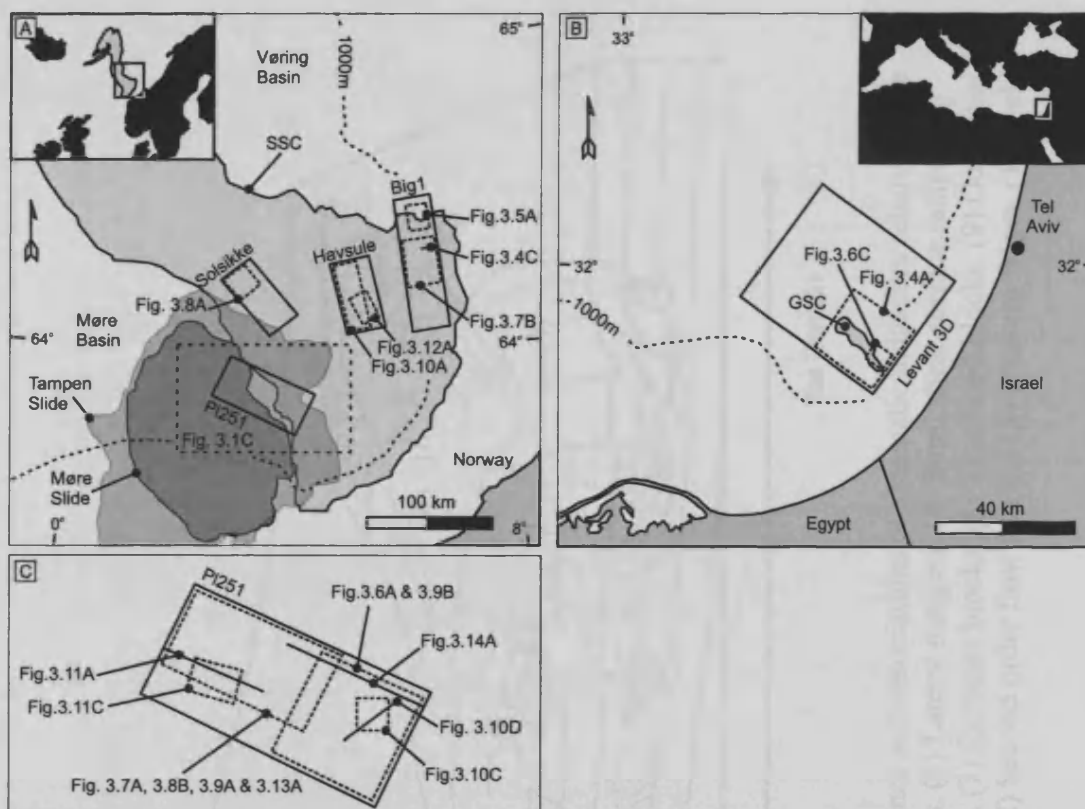 A
Vøring
Basin
65°
1000m
SSC
Big1
Fig.3.5A
Havsule
Fig.3.4C
Solsikke
Fig. 3.8A
Fig.3.7B
64°
Møre
Basin
Fig.3.12A
64°
Fig.3.10A
Tampen
Slide
Pl251
Fig. 3.1C
Møre
Slide
Norway
100 km
0°
8°
B
33°
Tel
Aviv
Fig.3.6C
32°
Fig. 3.4A
32°
GSC
1000m
Levant 3D
Israel
Egypt
40 km
C
Pl251
Fig.3.6A & 3.9B
Fig.3.14A
Fig.3.11A
Fig.3.11C
Fig. 3.10D
Fig.3.10C
Fig. 3.7A, 3.8B, 3.9A & 3.13A